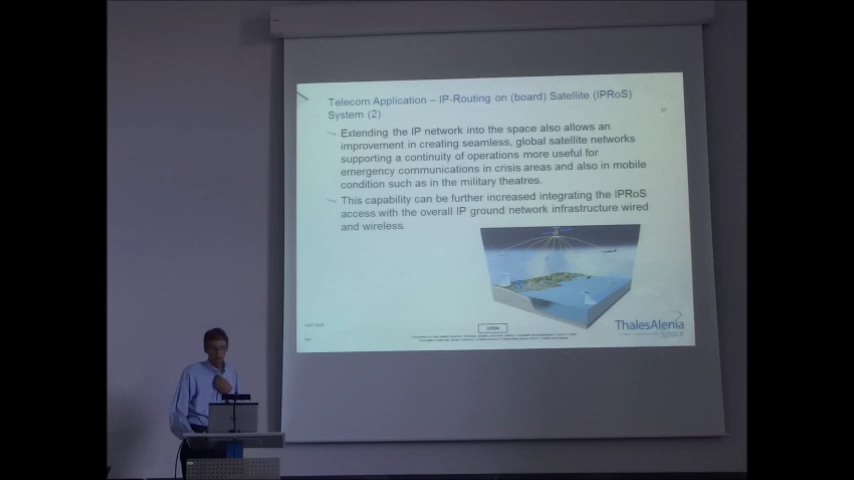 Telecom Application – IP-Routing on (board) Satellite (IPRoS)
System (2)
Extending the IP network into the space also allows an
improvement in creating seamless, global satellite networks
supporting a continuity of operations more useful for
emergency communications in crisis areas and also in mobile
condition such as in the military theatres.
This capability can be further increased integrating the IPRoS
access with the overall IP ground network infrastructure wired
and wireless.
OPEN
ThalesAlenia
Space